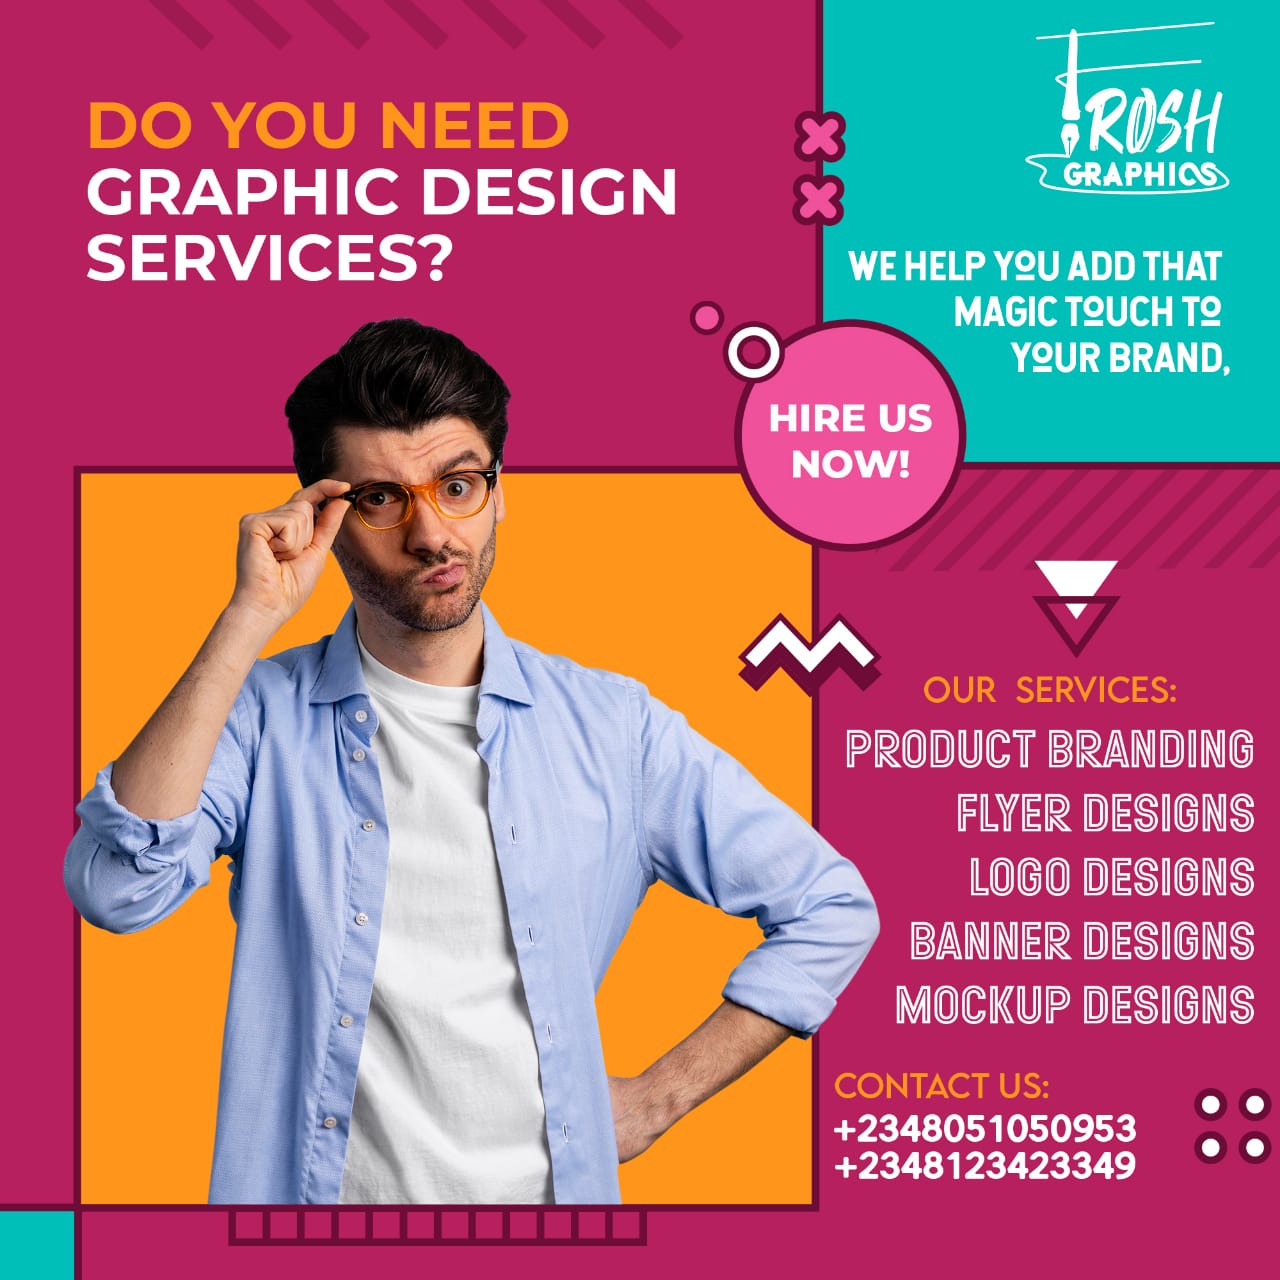 DO YOU NEED
GRAPHIC DESIGN
SERVICES?
FROSH
GRAPHICS
WE HELP YOU ADD THAT
MAGIC TOUCH TO
YOUR BRAND,
HIRE US
NOW!
OUR SERVICES:
PRODUCT BRANDING
FLYER DESIGNS
LOGO DESIGNS
BANNER DESIGNS
MOCKUP DESIGNS
CONTACT US:
+2348051050953
+2348123423349